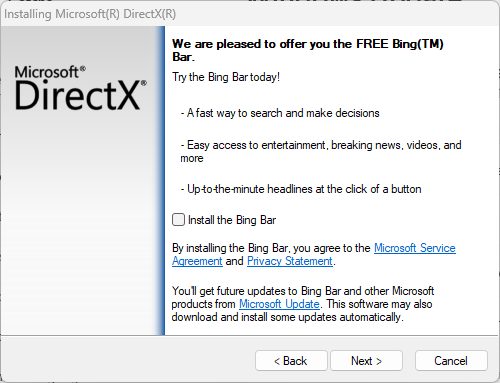 Installing Microsoft(R) DirectX(R)
Microsoft®
DirectX®
We are pleased to offer you the FREE Bing(TM)
Bar.
Try the Bing Bar today!
- A fast way to search and make decisions
- Easy access to entertainment, breaking news, videos, and
more
- Up-to-the-minute headlines at the click of a button
Install the Bing Bar
By installing the Bing Bar, you agree to the Microsoft Service
Agreement and Privacy Statement.
You'll get future updates to Bing Bar and other Microsoft
products from Microsoft Update. This software may also
download and install some updates automatically.
< Back
Next >
Cancel